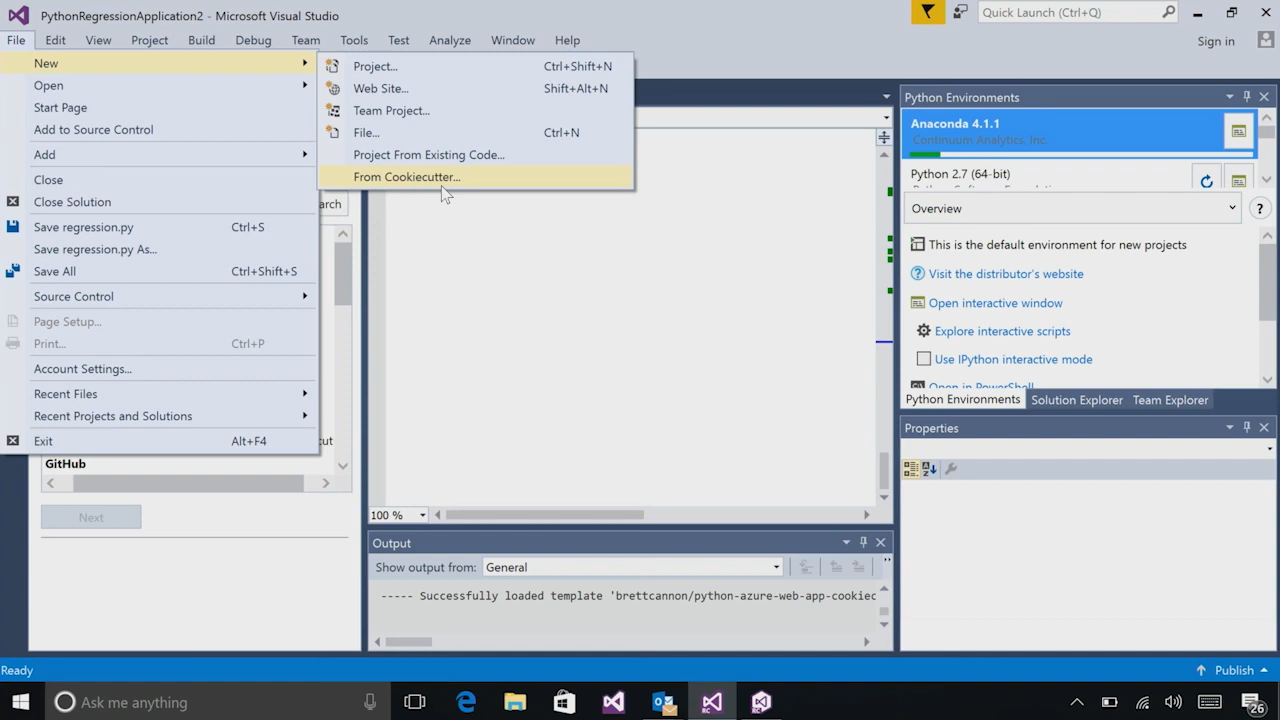 PythonRegressionApplication2 - Microsoft Visual Studio
Quick Launch (Ctrl+Q)
File Edit View Project Build Debug Team Tools Test Analyze Window Help
Sign in
New
Open
Start Page
Add to Source Control
Add
Close
Close Solution
Save regression.py Ctrl+S
Save regression.py As...
Save All Ctrl+Shift+S
Source Control
Page Setup...
Print... Ctrl+P
Account Settings...
Recent Files
Recent Projects and Solutions
Exit Alt+F4
Project... Ctrl+Shift+N
Web Site... Shift+Alt+N
Team Project...
File... Ctrl+N
Project From Existing Code...
From Cookiecutter...
arch
cut
GitHub
Next
100 %
Output
Show output from: General
----- Successfully loaded template 'brettcannon/python-azure-web-app-cookiec
Python Environments
Anaconda 4.1.1
Continuum Analytics, Inc.
Python 2.7 (64-bit)
Overview
?
This is the default environment for new projects
Visit the distributor's website
Open interactive window
Explore interactive scripts
Use IPython interactive mode
Open in PowerShell
Python Environments Solution Explorer Team Explorer
Properties
Ready
Publish
Ask me anything
26